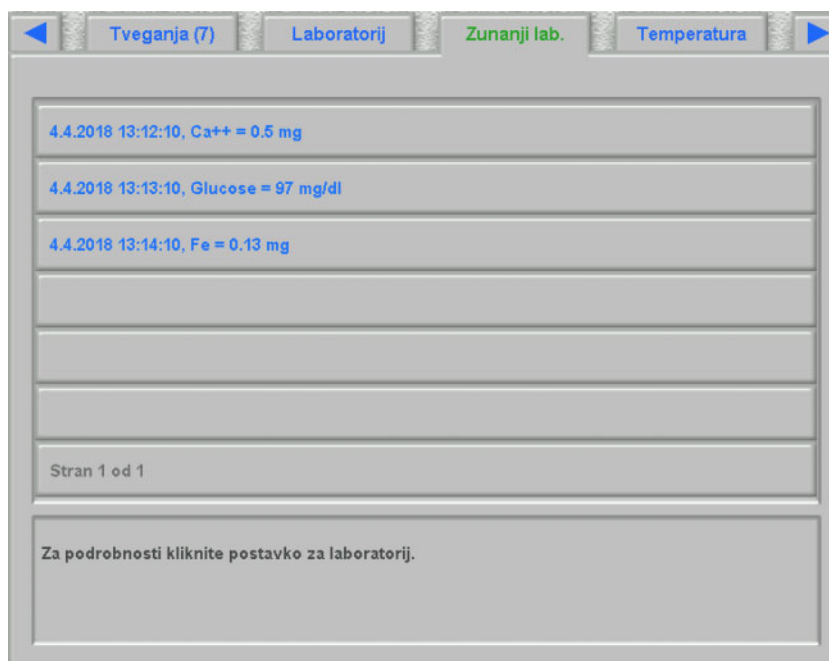 Tveganja (7) Laboratorij Zunanji lab. Temperatura
4.4.2018 13:12:10, Ca++ = 0.5 mg
4.4.2018 13:13:10, Glucose = 97 mg/dl
4.4.2018 13:14:10, Fe = 0.13 mg
Stran 1 od 1
Za podrobnosti kliknite postavko za laboratorij.